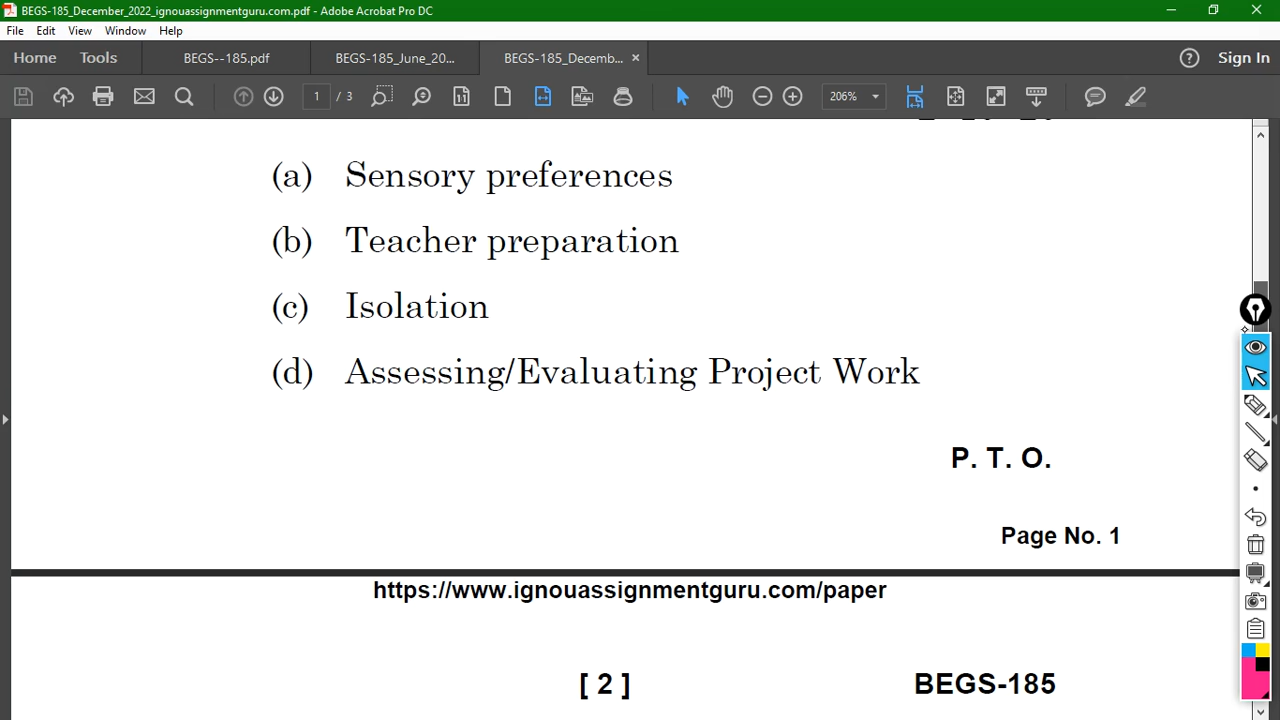 BEGS-185_December_2022_ignouassignmentguru.com.pdf - Adobe Acrobat Pro DC
File Edit View Window Help
Home Tools BEGS--185.pdf BEGS-185_June_20... BEGS-185_Decemb... × Sign In
1 / 3 206%
(a) Sensory preferences
(b) Teacher preparation
(c) Isolation
(d) Assessing/Evaluating Project Work
P. T. O.
Page No. 1
https://www.ignouassignmentguru.com/paper
[ 2 ] BEGS-185